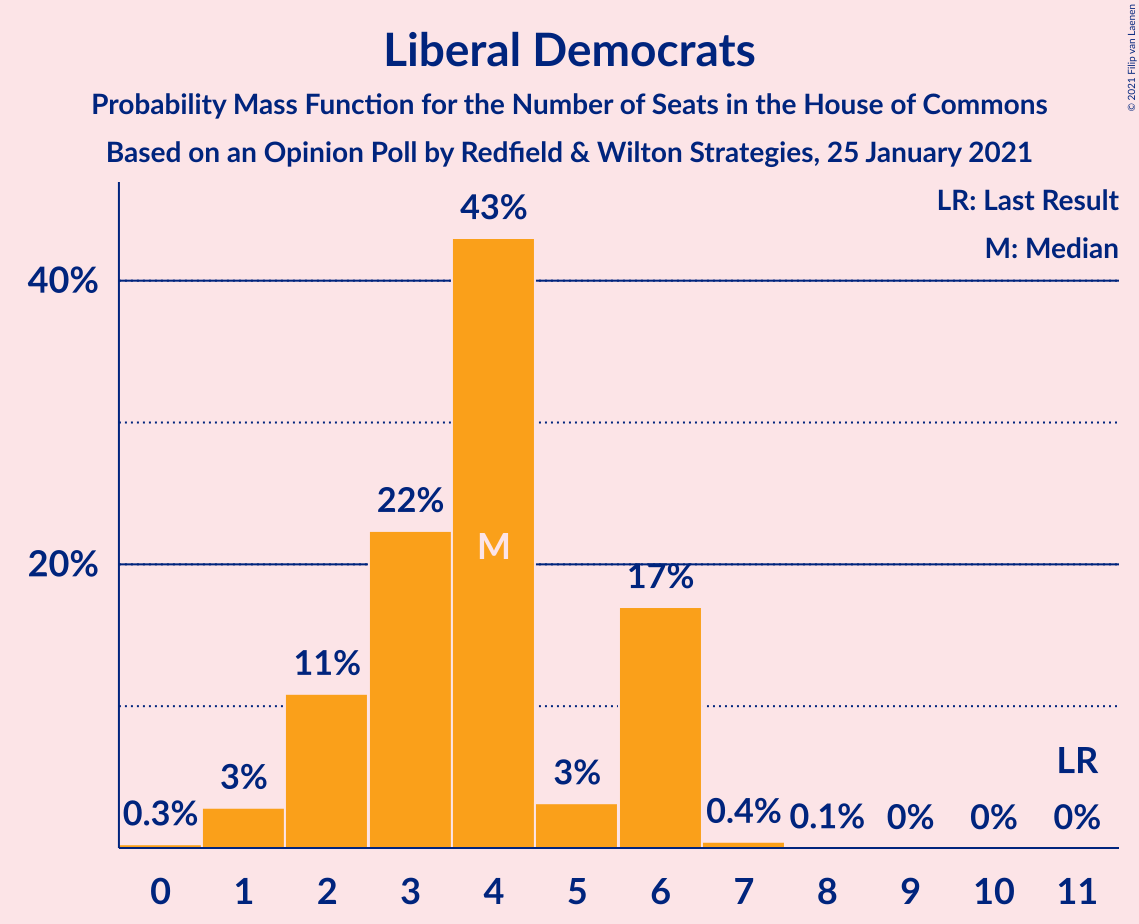 Liberal Democrats
Probability Mass Function for the Number of Seats in the House of Commons
Based on an Opinion Poll by Redfield & Wilton Strategies, 25 January 2021
© 2021 Filip van Laenen
LR: Last Result
M: Median
40%
20%
0.3%
3%
11%
22%
43%
M
3%
17%
0.4%
0.1%
0%
0%
LR
0%
0 1 2 3 4 5 6 7 8 9 10 11